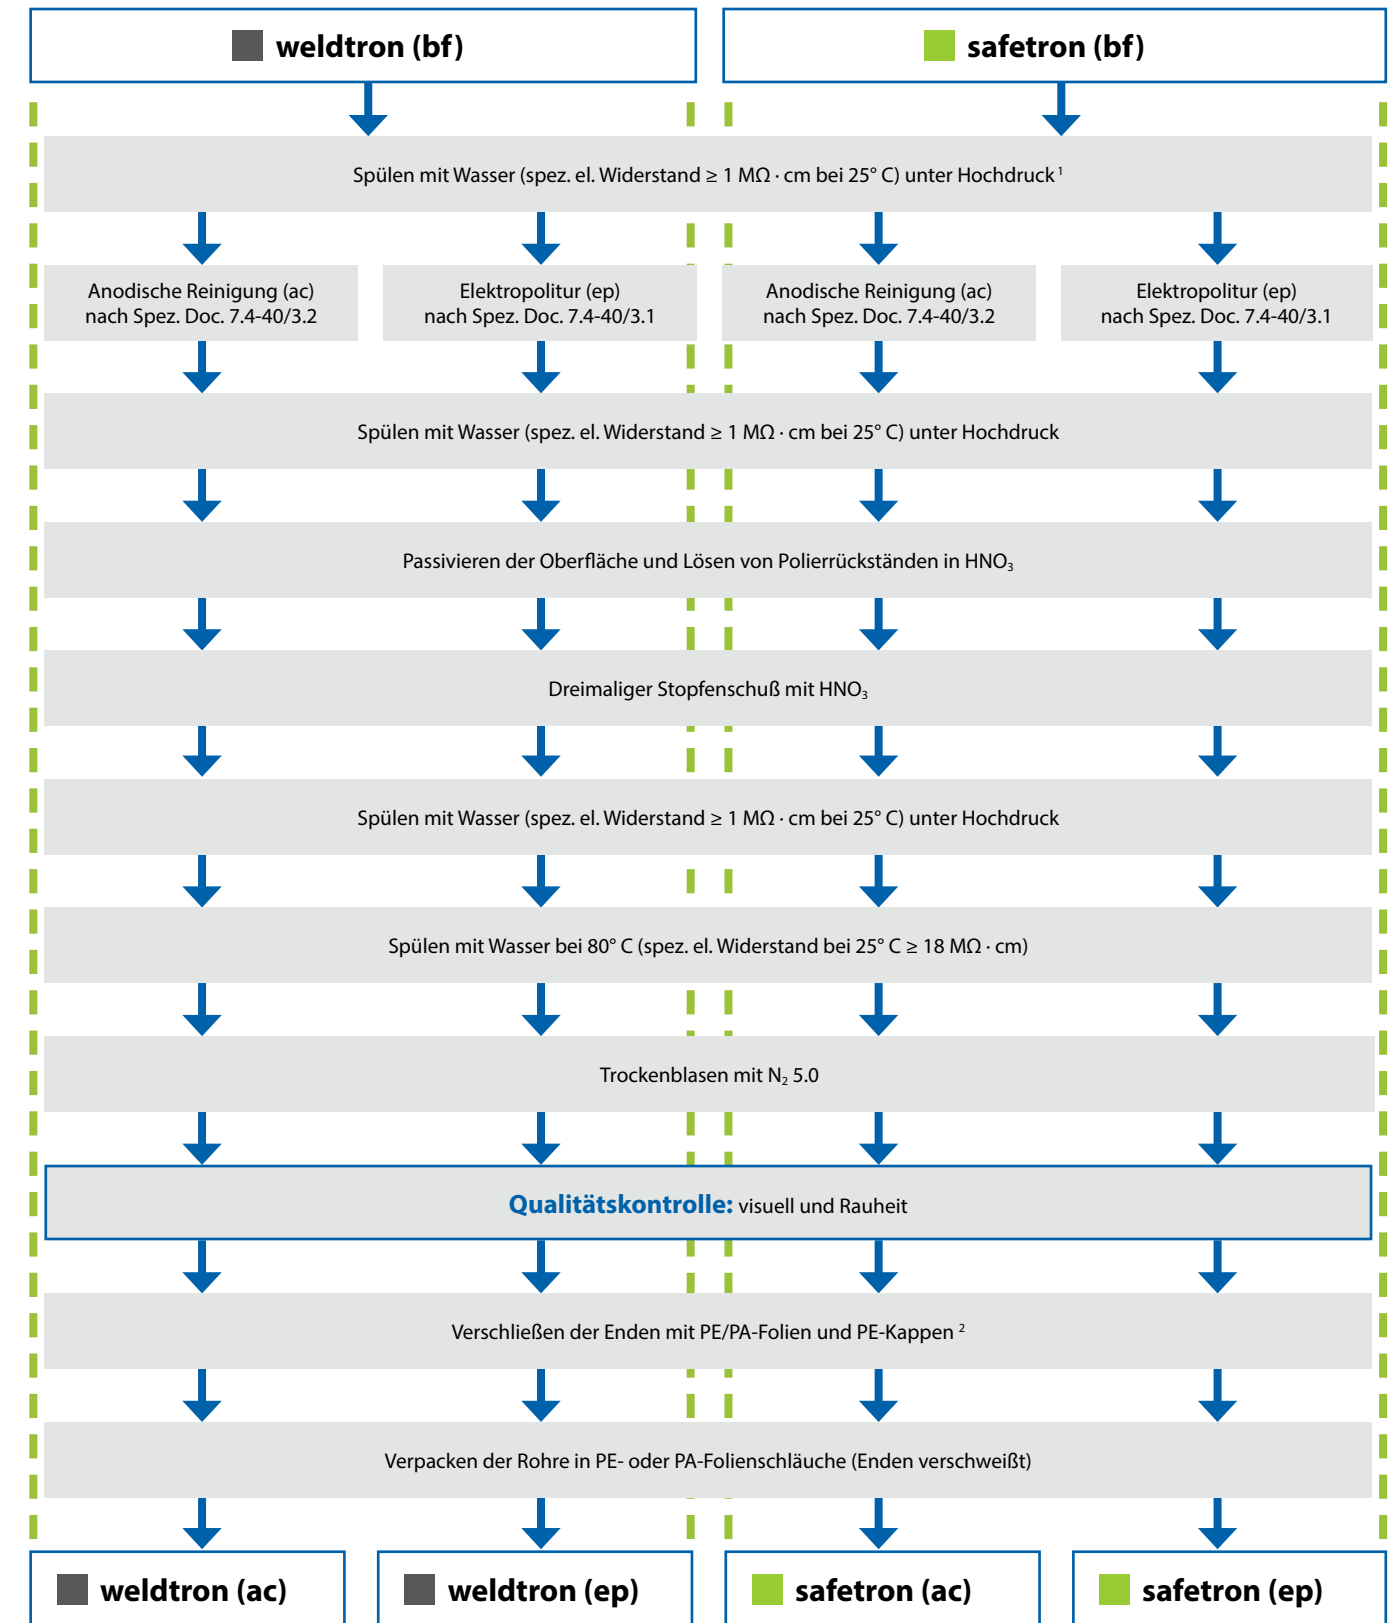 weldtron (bf)
safetron (bf)
Spülen mit Wasser (spez. el. Widerstand ≥ 1 MΩ · cm bei 25° C) unter Hochdruck ¹
Anodische Reinigung (ac)
nach Spez. Doc. 7.4-40/3.2
Elektropolitur (ep)
nach Spez. Doc. 7.4-40/3.1
Anodische Reinigung (ac)
nach Spez. Doc. 7.4-40/3.2
Elektropolitur (ep)
nach Spez. Doc. 7.4-40/3.1
Spülen mit Wasser (spez. el. Widerstand ≥ 1 MΩ · cm bei 25° C) unter Hochdruck
Passivieren der Oberfläche und Lösen von Polierrückständen in HNO₃
Dreimaliger Stopfenschuß mit HNO₃
Spülen mit Wasser (spez. el. Widerstand ≥ 1 MΩ · cm bei 25° C) unter Hochdruck
Spülen mit Wasser bei 80° C (spez. el. Widerstand bei 25° C ≥ 18 MΩ · cm)
Trockenblasen mit N₂ 5.0
Qualitätskontrolle: visuell und Rauheit
Verschließen der Enden mit PE/PA-Folien und PE-Kappen ²
Verpacken der Rohre in PE- oder PA-Folienschläuche (Enden verschweißt)
weldtron (ac)
weldtron (ep)
safetron (ac)
safetron (ep)